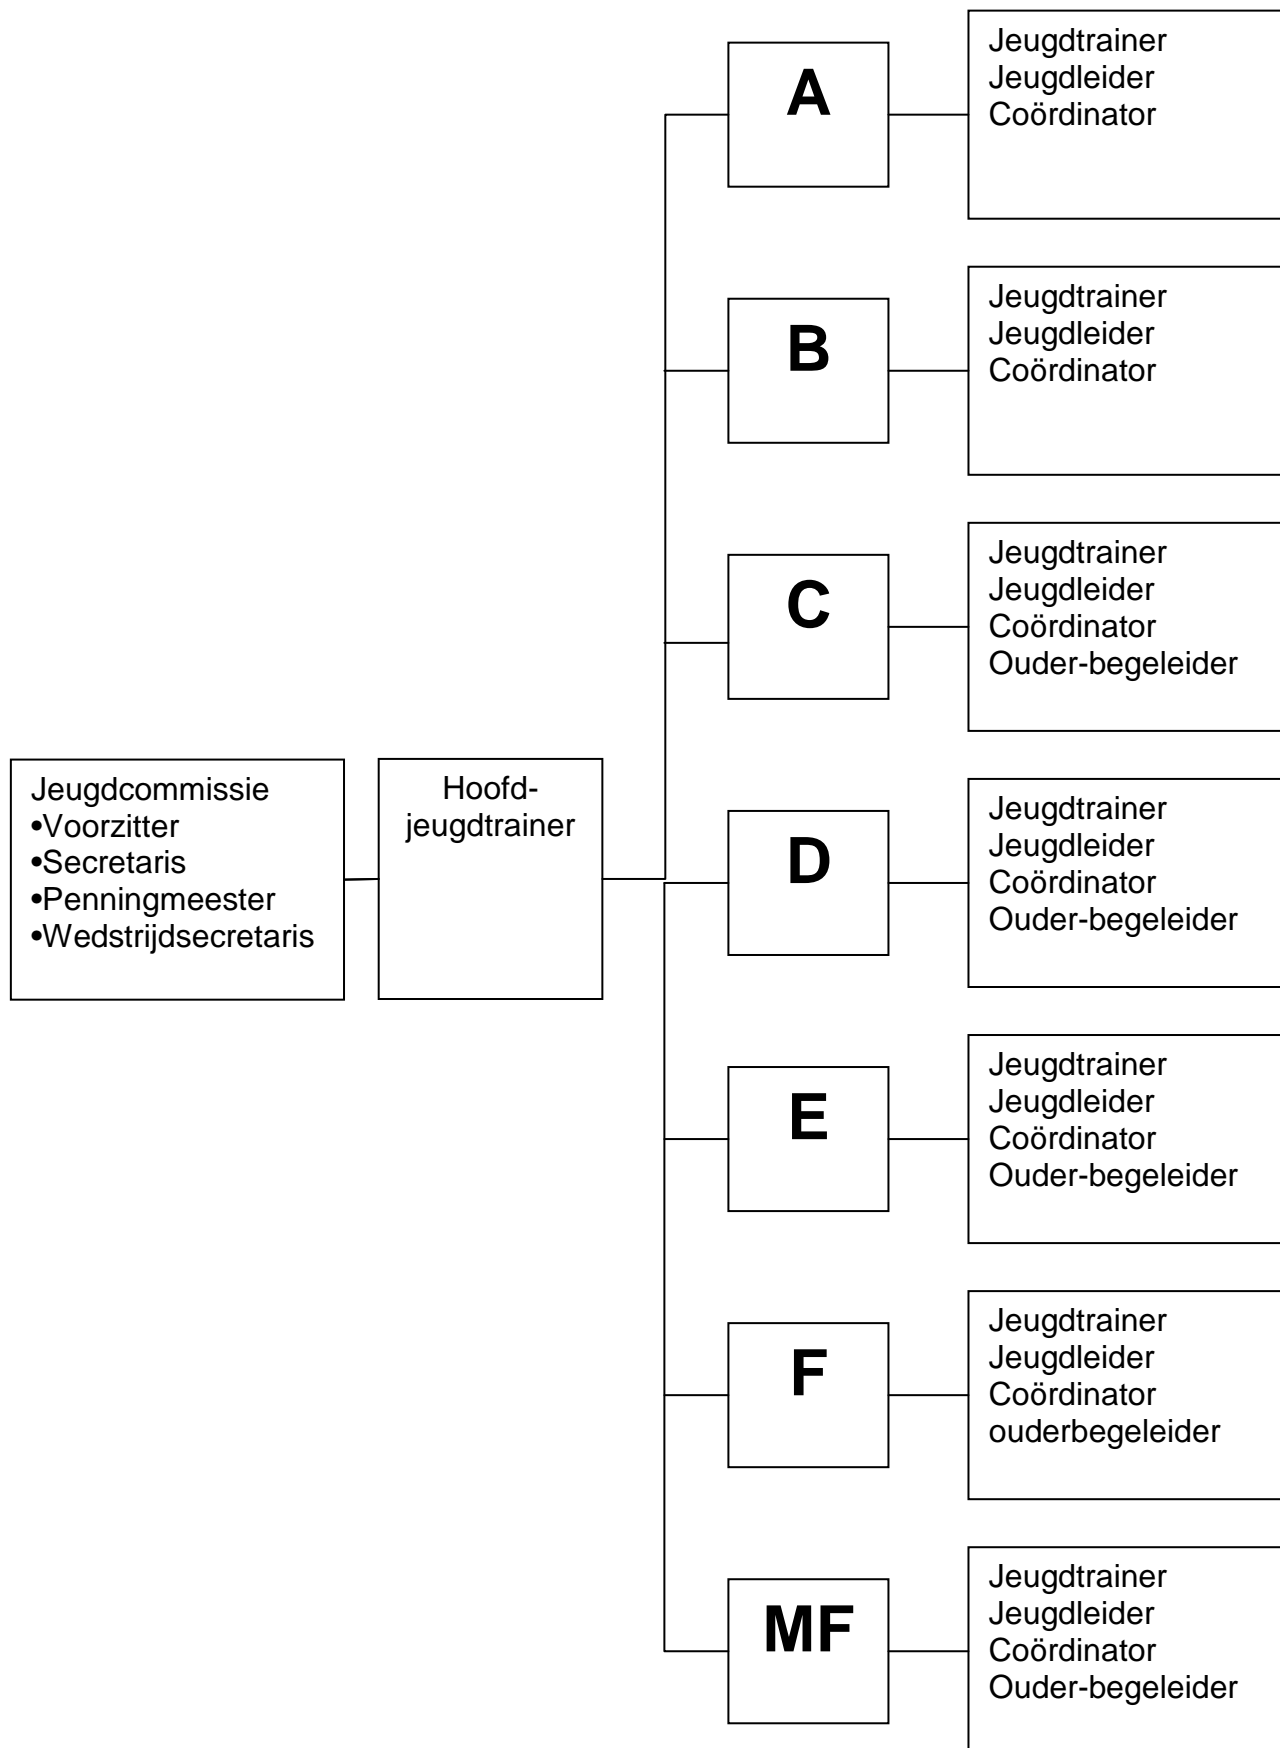 Jeugdcommissie
•Voorzitter
•Secretaris
•Penningmeester
•Wedstrijdsecretaris
Hoofd-
jeugdtrainer
A
Jeugdtrainer
Jeugdleider
Coördinator
B
Jeugdtrainer
Jeugdleider
Coördinator
C
Jeugdtrainer
Jeugdleider
Coördinator
Ouder-begeleider
D
Jeugdtrainer
Jeugdleider
Coördinator
Ouder-begeleider
E
Jeugdtrainer
Jeugdleider
Coördinator
Ouder-begeleider
F
Jeugdtrainer
Jeugdleider
Coördinator
ouderbegeleider
MF
Jeugdtrainer
Jeugdleider
Coördinator
Ouder-begeleider